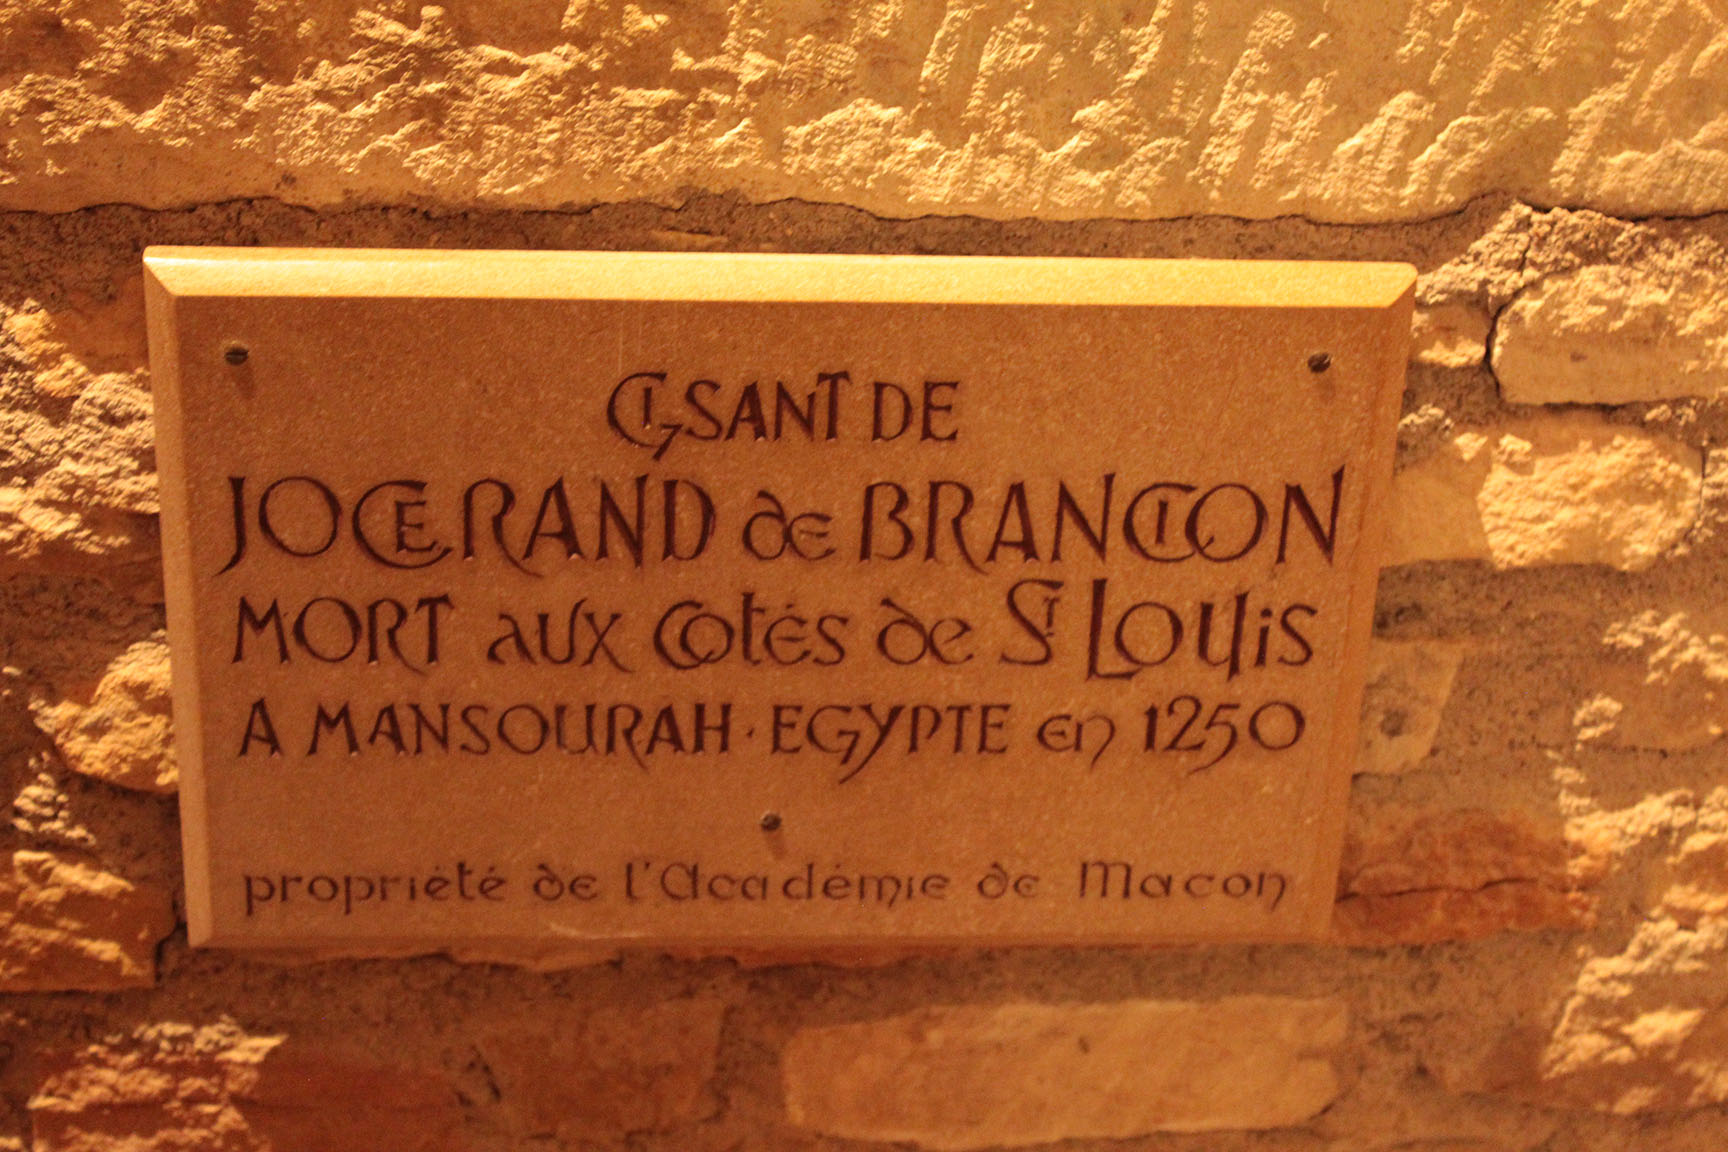 GISANT DE
JOCERAND de BRANCION
MORT aux cotés de St Louis
A MANSOURAH · EGYPTE en 1250
propriété de l'Académie de Macon